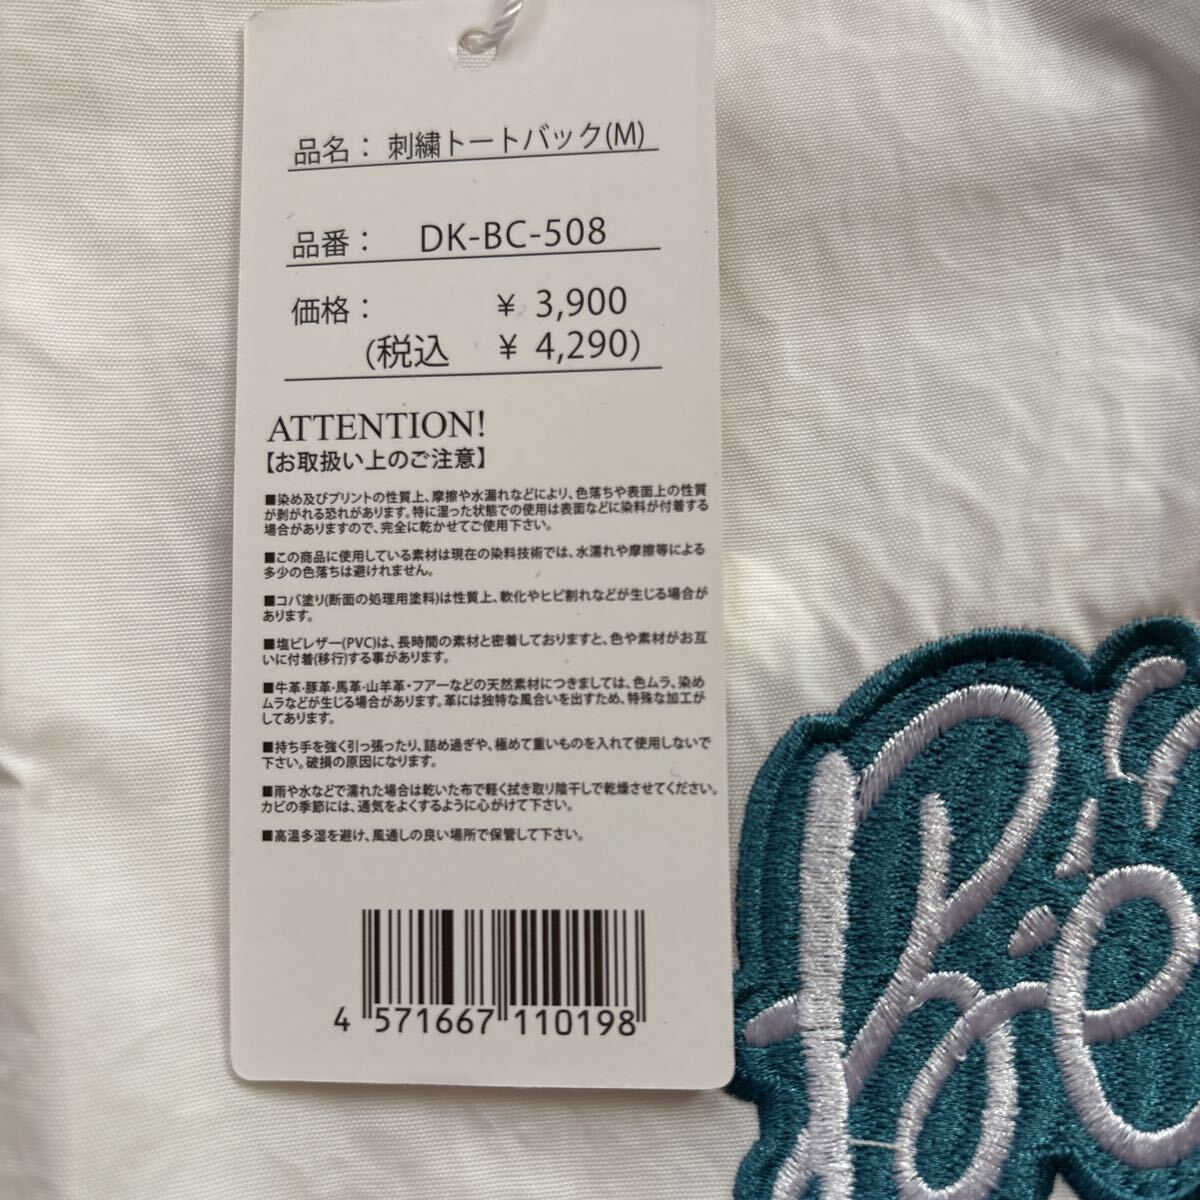 品名： 刺繍トートバック(M)
品番： DK-BC-508
価格： ¥ 3,900
(税込 ¥ 4,290)
ATTENTION!
【お取扱い上のご注意】
■染め及びプリントの性質上、摩擦や水漏れなどにより、色落ちや表面上の性質
が剥がれる恐れがあります。特に湿った状態での使用は表面などに染料が付着する
場合がありますので、完全に乾かせてご使用下さい。
■この商品に使用している素材は現在の染料技術では、水濡れや摩擦等による
多少の色落ちは避けれません。
■コバ塗り(断面の処理用塗料)は性質上、軟化やヒビ割れなどが生じる場合が
あります。
■塩ビレザー(PVC)は、長時間の素材と密着しておりますと、色や素材がお互
いに付着(移行)する事があります。
■牛革・豚革・馬革・山羊革・フアーなどの天然素材につきましては、色ムラ、染め
ムラなどが生じる場合があります。革には独特な風合いを出すため、特殊な加工が
してあります。
■持ち手を強く引っ張ったり、詰め過ぎや、極めて重いものを入れて使用しないで
下さい。破損の原因になります。
■雨や水などで濡れた場合は乾いた布で軽く拭き取り陰干しで乾燥させてください。
カビの季節には、通気をよくするように心がけて下さい。
■高温多湿を避け、風通しの良い場所で保管して下さい。
4 571667 110198